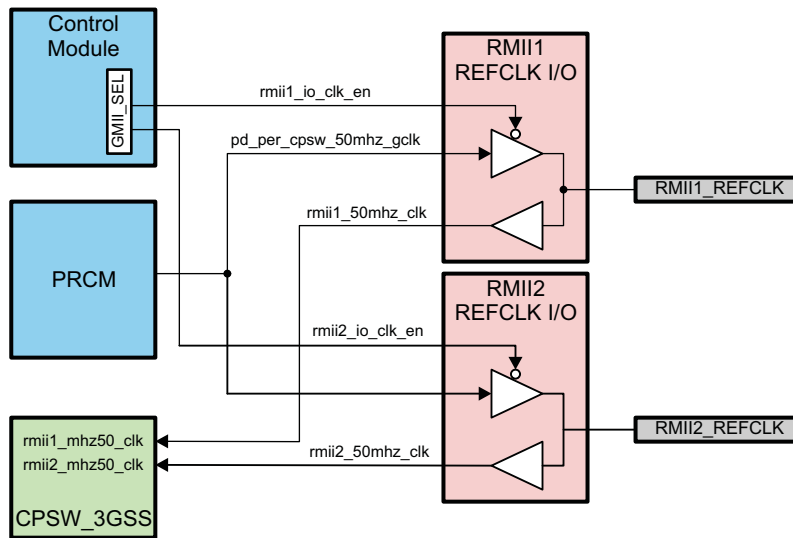 Control
Module
GMII_SEL
RMII1
REFCLK I/O
rmii1_io_clk_en
pd_per_cpsw_50mhz_gclk
RMII1_REFCLK
rmii1_50mhz_clk
PRCM
RMII2
REFCLK I/O
rmii2_io_clk_en
RMII2_REFCLK
rmii1_mhz50_clk
rmii2_50mhz_clk
rmii2_mhz50_clk
CPSW_3GSS